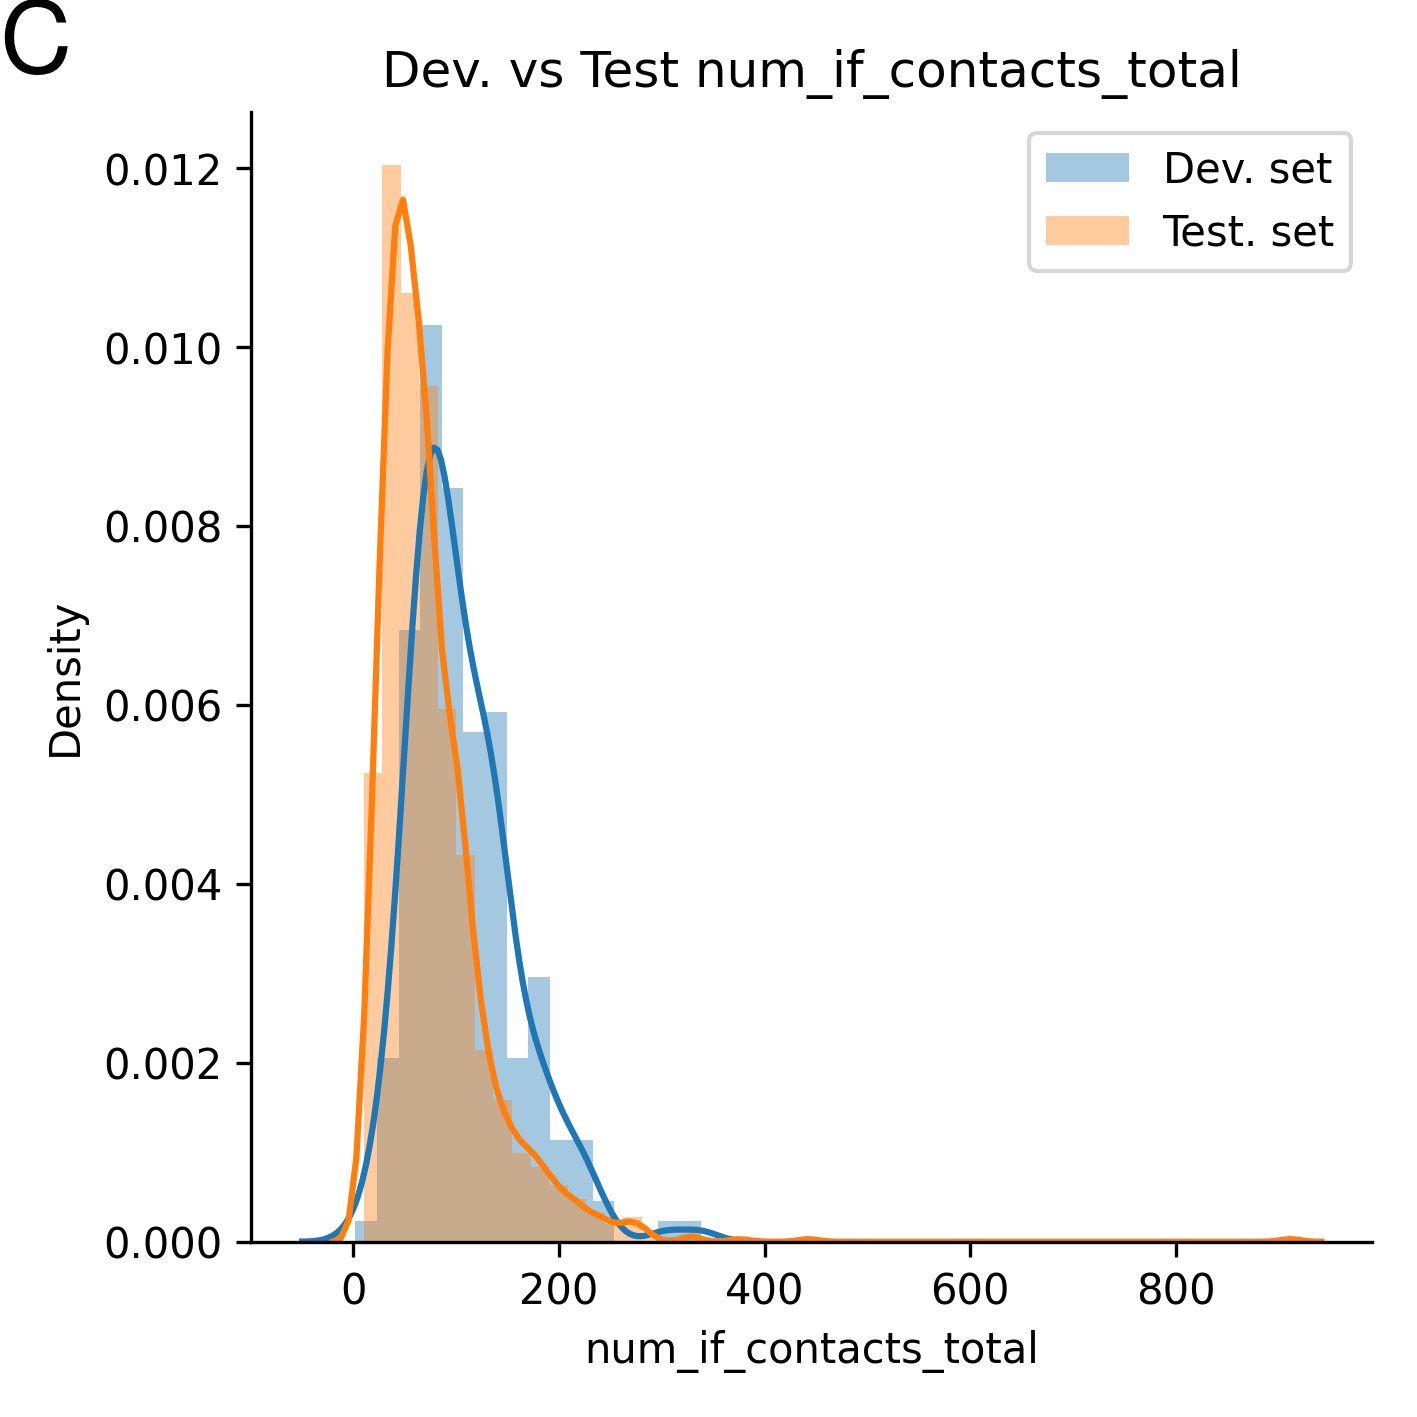 C
Dev. vs Test num_if_contacts_total
Dev. set
Test. set
0.012
0.010
0.008
0.006
0.004
0.002
0.000
Density
0 200 400 600 800
num_if_contacts_total